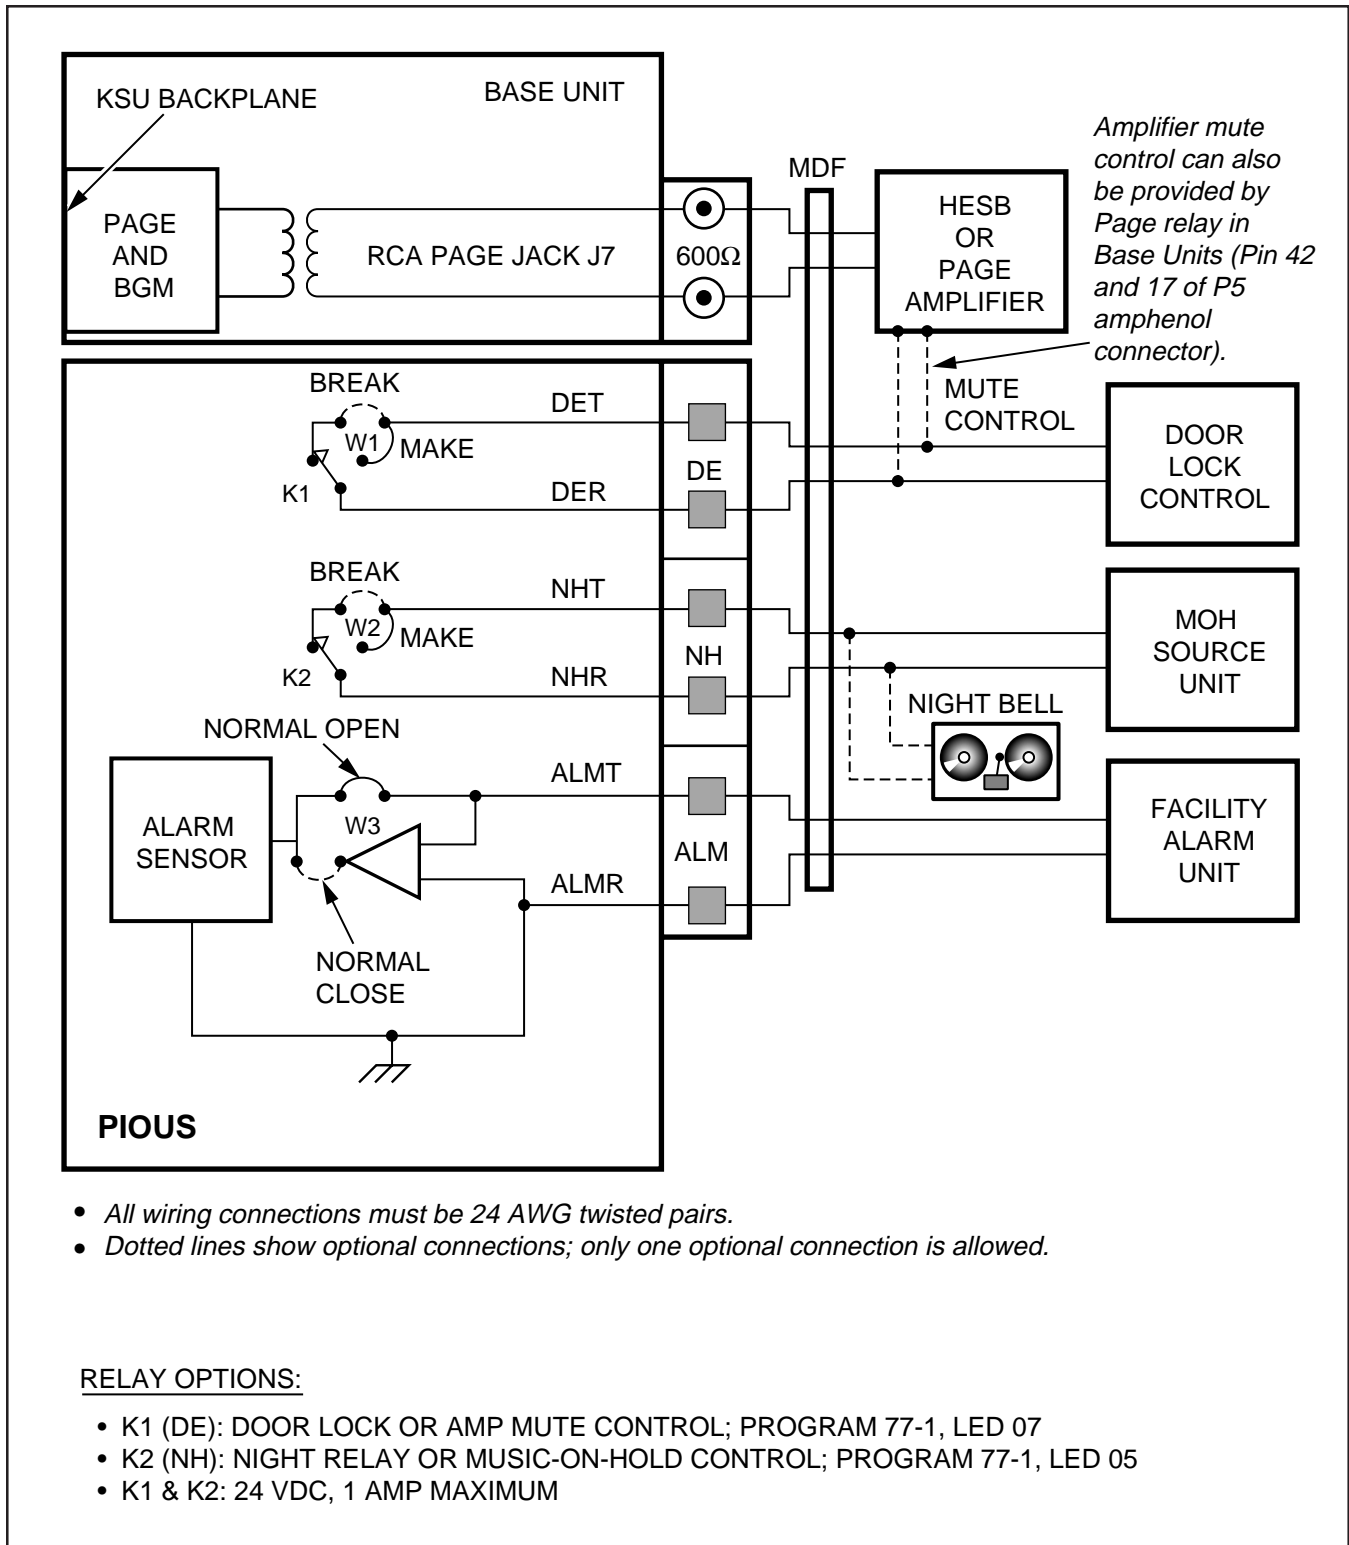 KSU BACKPLANE
BASE UNIT
PAGE
AND
BGM
RCA PAGE JACK J7
600Ω
MDF
HESB
OR
PAGE
AMPLIFIER
Amplifier mute
control can also
be provided by
Page relay in
Base Units (Pin 42
and 17 of P5
amphenol
connector).
MUTE
CONTROL
BREAK
W1
MAKE
K1
DET
DER
DE
DOOR
LOCK
CONTROL
BREAK
W2
MAKE
K2
NHT
NHR
NH
MOH
SOURCE
UNIT
NIGHT BELL
NORMAL OPEN
ALARM
SENSOR
W3
ALMT
ALMR
ALM
FACILITY
ALARM
UNIT
NORMAL
CLOSE
PIOUS
• All wiring connections must be 24 AWG twisted pairs.
• Dotted lines show optional connections; only one optional connection is allowed.
RELAY OPTIONS:
• K1 (DE): DOOR LOCK OR AMP MUTE CONTROL; PROGRAM 77-1, LED 07
• K2 (NH): NIGHT RELAY OR MUSIC-ON-HOLD CONTROL; PROGRAM 77-1, LED 05
• K1 & K2: 24 VDC, 1 AMP MAXIMUM